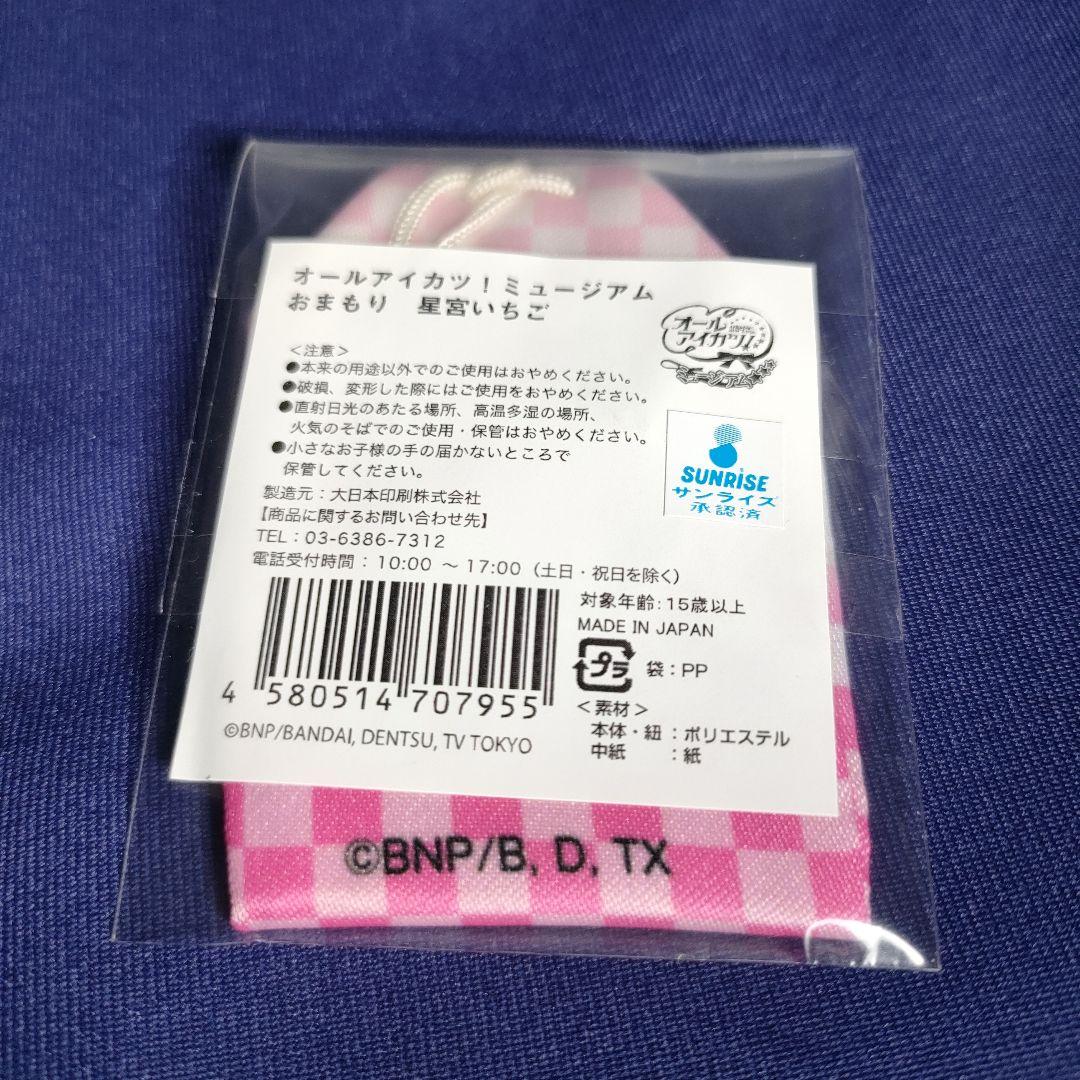 オールアイカツ！ミュージアム
おまもり　星宮いちご
オール
アイカツ！
ミュージアム
＜注意＞
●本来の用途以外でのご使用はおやめください。
●破損、変形した際にはご使用をおやめください。
●直射日光のあたる場所、高温多湿の場所、
火気のそばでのご使用・保管はおやめください。
●小さなお子様の手の届かないところで
保管してください。
SUNRISE
サンライズ
承認済
製造元：大日本印刷株式会社
【商品に関するお問い合わせ先】
TEL：03-6386-7312
電話受付時間：10:00 ～17:00（土日・祝日を除く）
対象年齢：15歳以上
MADE IN JAPAN
プラ 袋：PP
＜素材＞
本体・紐：ポリエステル
中紙　　：紙
4 580514 707955
©BNP/BANDAI, DENTSU, TV TOKYO
©BNP/B, D, TX